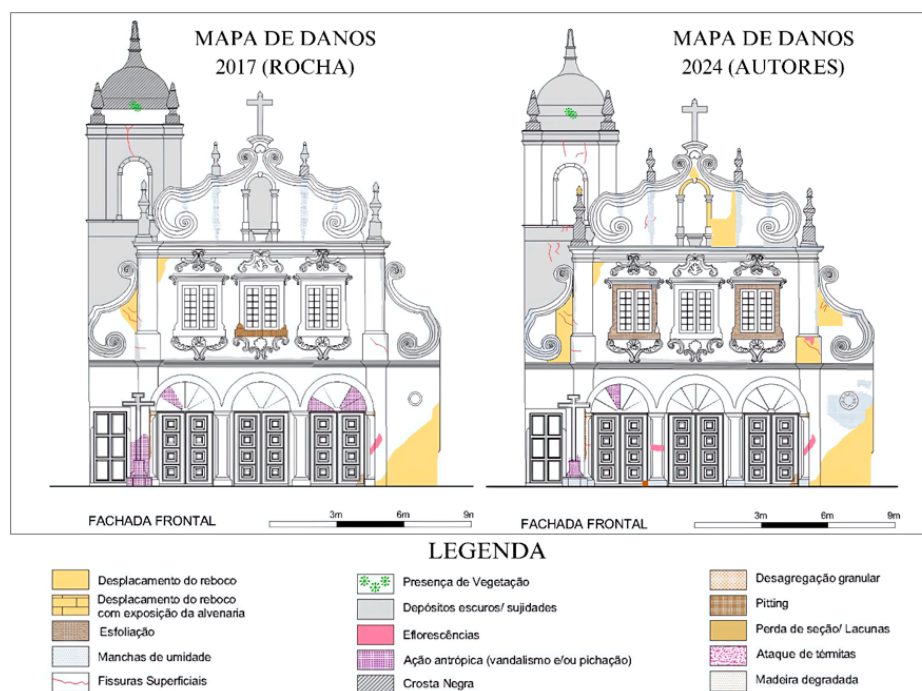 MAPA DE DANOS
2017 (ROCHA)
MAPA DE DANOS
2024 (AUTORES)
FACHADA FRONTAL
3m
6m
9m
FACHADA FRONTAL
3m
6m
9m
LEGENDA
Desplacamento do reboco
Desplacamento do reboco
com exposição da alvenaria
Esfoliação
Manchas de umidade
Fissuras Superficiais
Presença de Vegetação
Depósitos escuros/ sujidades
Eflorescências
Ação antrópica (vandalismo e/ou pichação)
Crosta Negra
Desagregação granular
Pitting
Perda de seção/ Lacunas
Ataque de térmitas
Madeira degradada